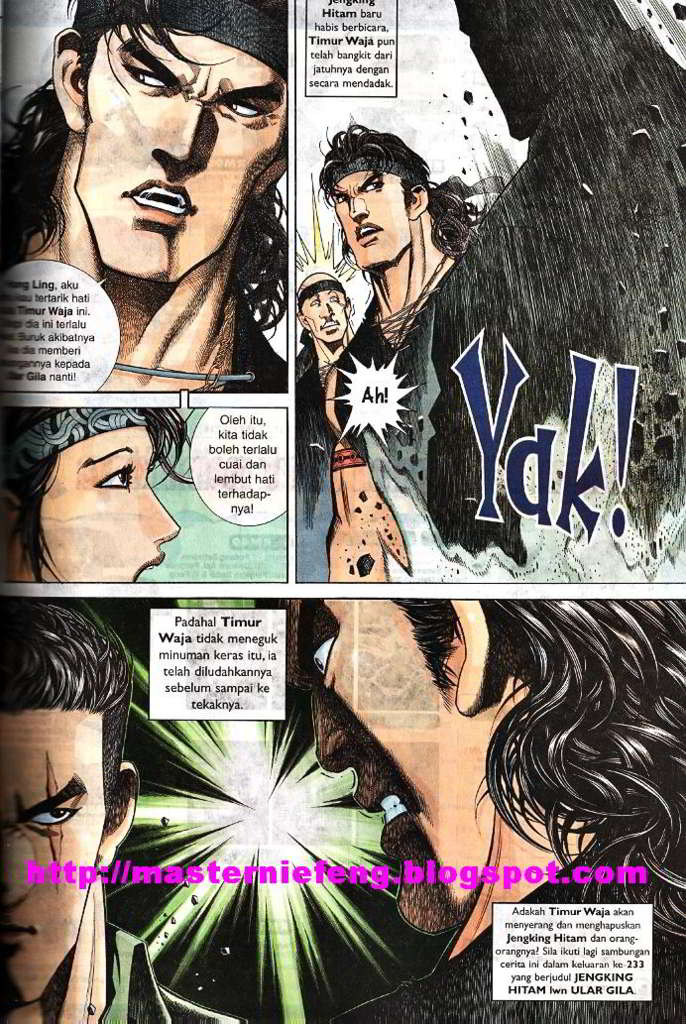 Jengking
Hitam baru
habis berbicara,
Timur Waja pun
telah bangkit dari
jatuhnya dengan
secara mendadak.
Ling, aku
tertarik hati
Timur Waja ini.
dia ini terlalu
Buruk akibatnya
dia memberi
kepada
Gila nanti!
Ah!
Yak!
Oleh itu,
kita tidak
boleh terlalu
cuai dan
lembut hati
terhadap-
nya!
Padahal Timur
Waja tidak meneguk
minuman keras itu, ia
telah diludahkannya
sebelum sampai ke
tekaknya.
http://masterniefeng.blogspot.com
Adakah Timur Waja akan
menyerang dan menghapuskan
Jengking Hitam dan orang-
orangnya? Sila ikuti lagi sambungan
cerita ini dalam keluaran ke-233
yang berjudul JENGKING
HITAM lwn ULAR GILA.